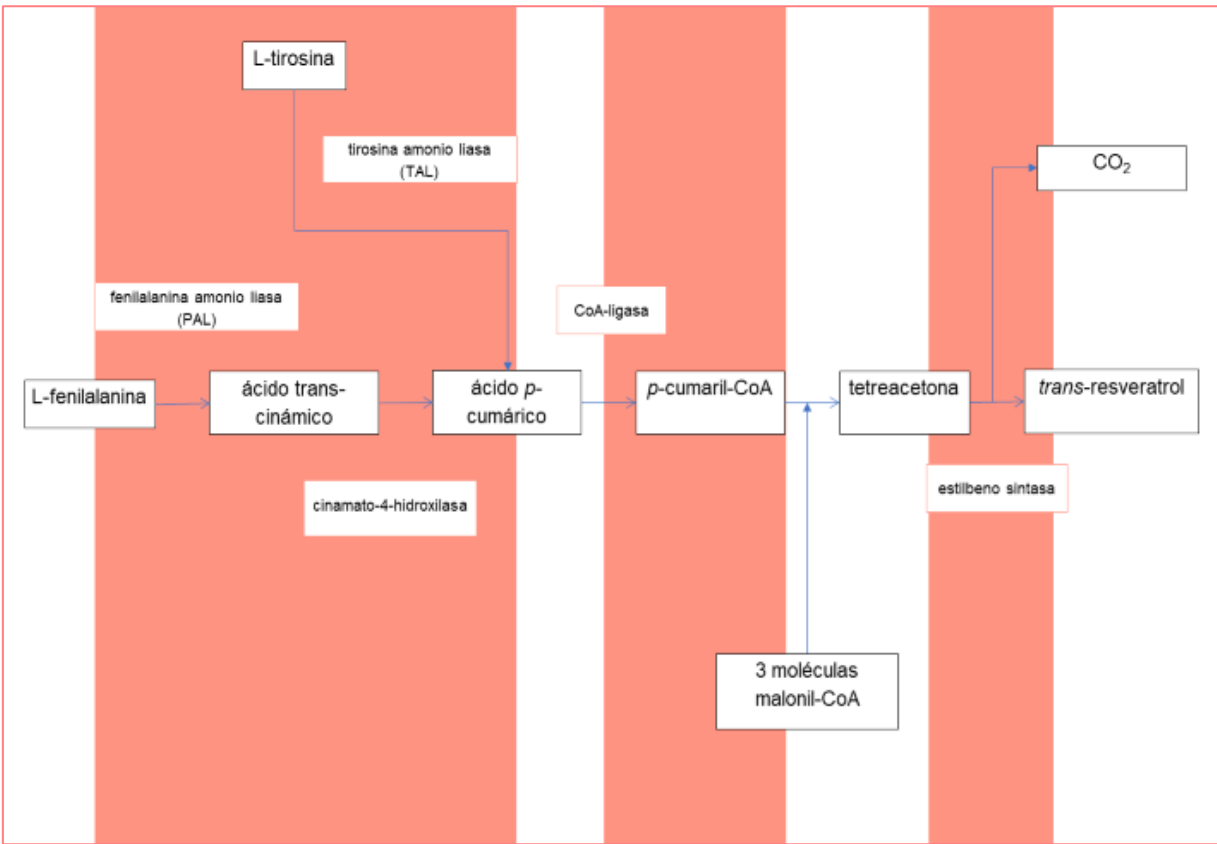 L-tirosina
tirosina amonio liasa
(TAL)
CO₂
fenilalanina amonio liasa
(PAL)
CoA-ligasa
L-fenilalanina
ácido trans-
cinámico
ácido p-
cumárico
p-cumaril-CoA
tetreacetona
trans-resveratrol
cinamato-4-hidroxilasa
estilbeno sintasa
3 moléculas
malonil-CoA